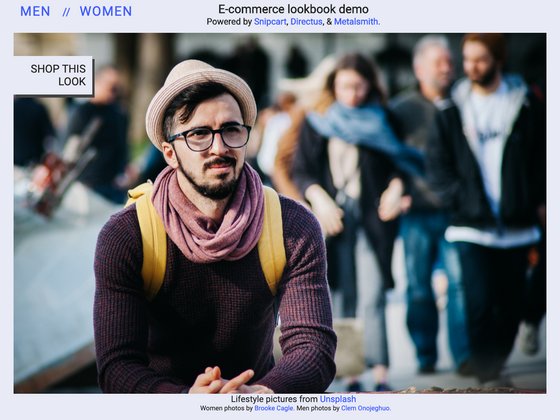 MEN // WOMEN
E-commerce lookbook demo
Powered by Snipcart, Directus, & Metalsmith.
SHOP THIS
LOOK
Lifestyle pictures from Unsplash
Women photos by Brooke Cagle. Men photos by Clem Onojeghuo.